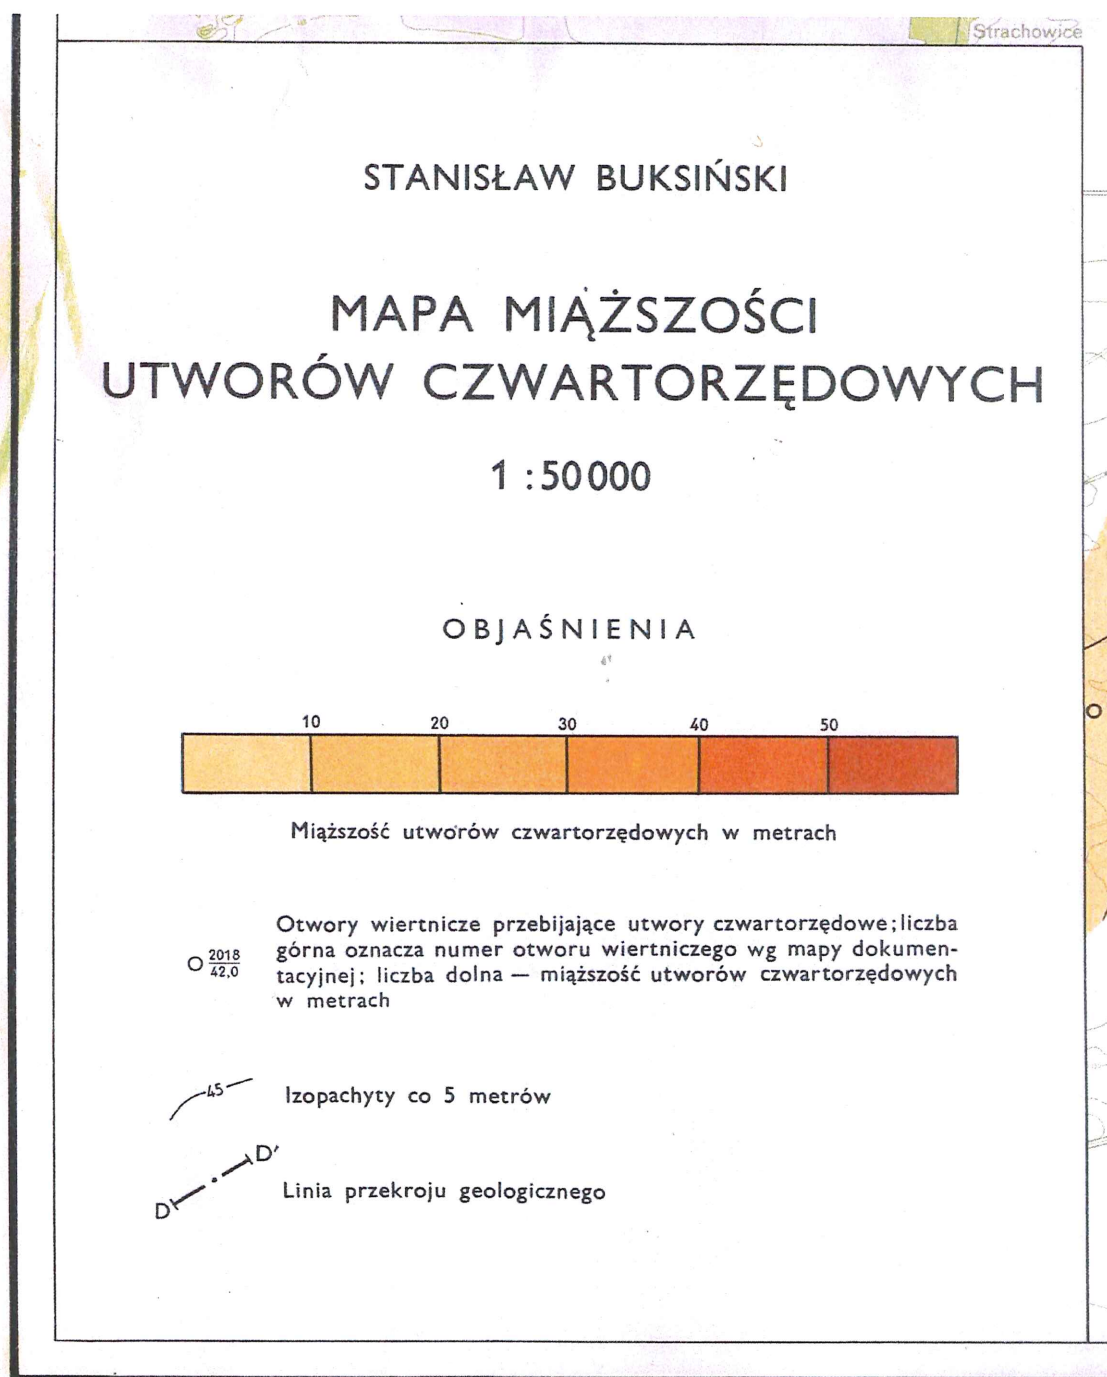 Strachowice
STANISŁAW BUKSIŃSKI
MAPA MIĄŻSZOŚCI
UTWORÓW CZWARTORZĘDOWYCH
1 : 50 000
OBJAŚNIENIA
10 20 30 40 50
Miąższość utworów czwartorzędowych w metrach
2018
42,0
Otwory wiertnicze przebijające utwory czwartorzędowe; liczba
górna oznacza numer otworu wiertniczego wg mapy dokumen-
tacyjnej; liczba dolna — miąższość utworów czwartorzędowych
w metrach
45
Izopachyty co 5 metrów
D D'
Linia przekroju geologicznego